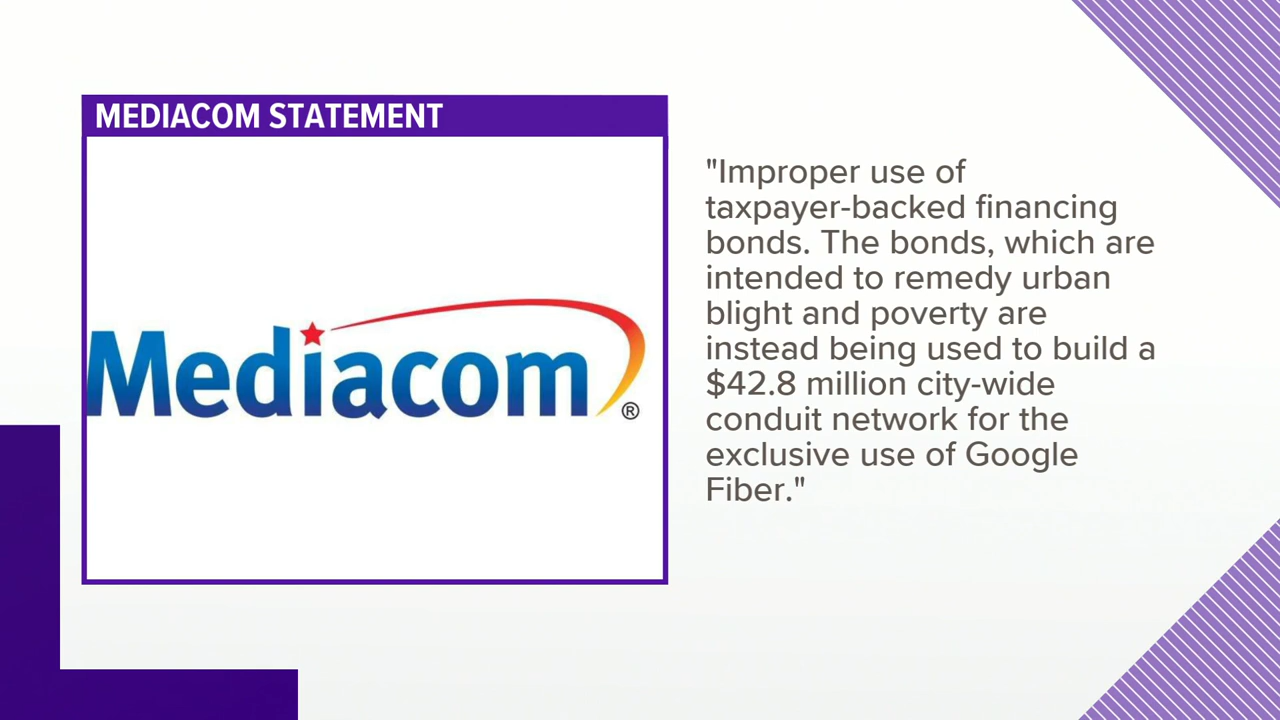 MEDIACOM STATEMENT
Mediacom®
"Improper use of
taxpayer-backed financing
bonds. The bonds, which are
intended to remedy urban
blight and poverty are
instead being used to build a
$42.8 million city-wide
conduit network for the
exclusive use of Google
Fiber."